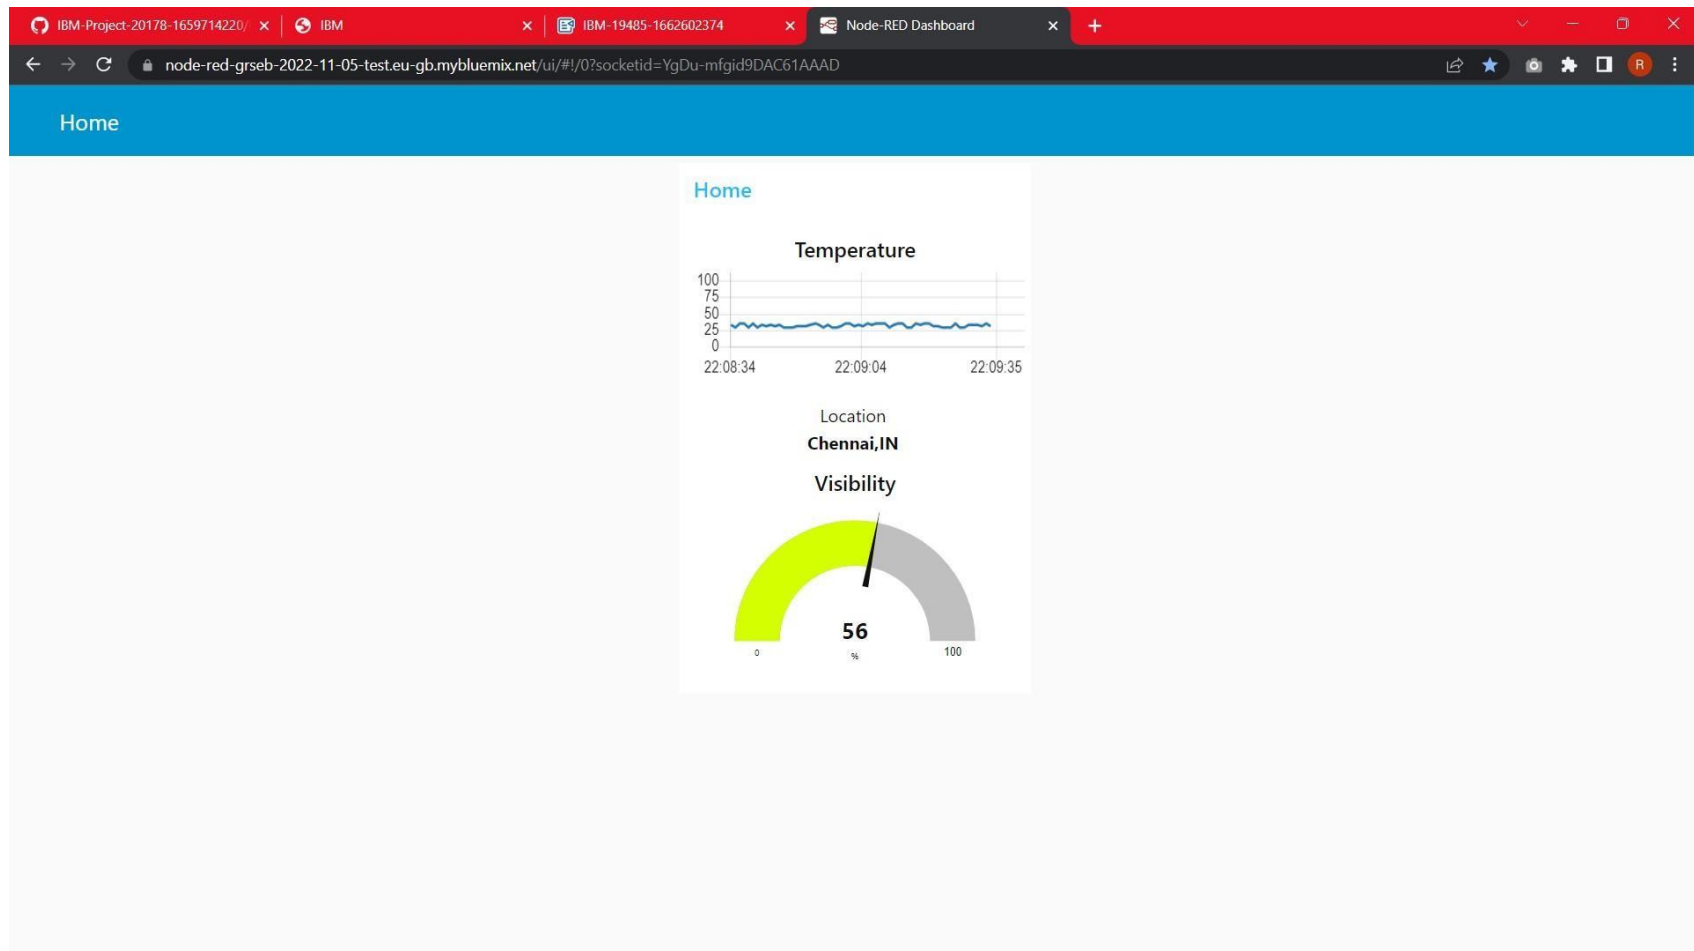 IBM-Project-20178-1659714220/
IBM
IBM-19485-1662602374
Node-RED Dashboard
node-red-grseb-2022-11-05-test.eu-gb.mybluemix.net/ui/#!/0?socketid=YgDu-mfgid9DAC61AAAD
R
Home
Home
Temperature
100
75
50
25
0
22:08:34 22:09:04 22:09:35
Location
Chennai,IN
Visibility
56
0 % 100